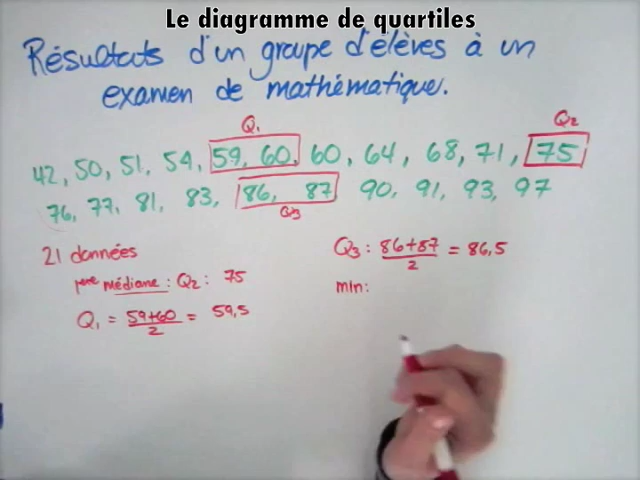 Le diagramme de quartiles
Résultats d'un groupe d'élèves à un
examen de mathématique.
Q1 Q2
42, 50, 51, 54, 59, 60, 60, 64, 68, 71, 75
76, 77, 81, 83, 86, 87 90, 91, 93, 97
Q3
21 données
1ère médiane : Q2 : 75
Q1 = 59+60/2 = 59,5
Q3 : 86+87/2 = 86,5
min: